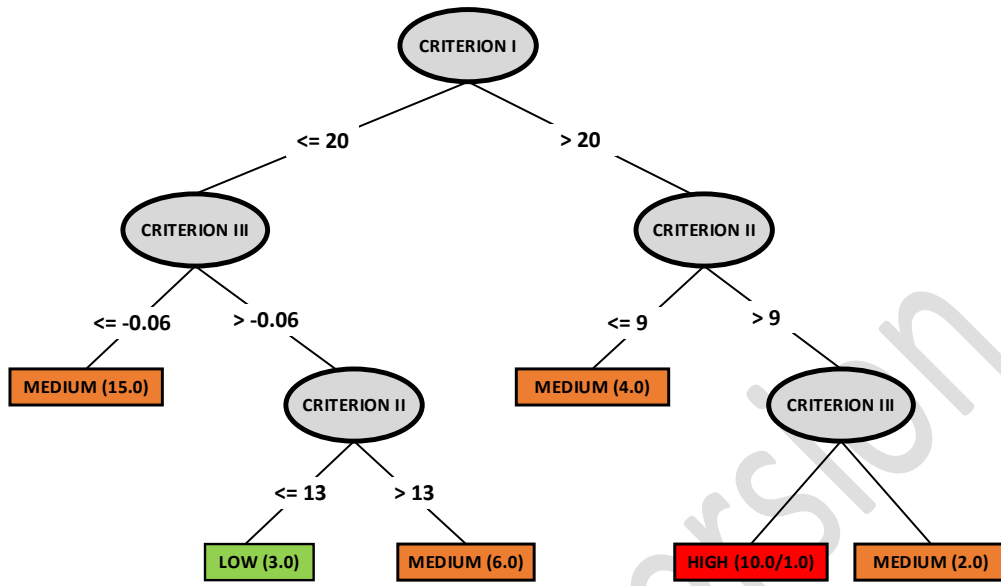 CRITERION I
<= 20
> 20
CRITERION III
CRITERION II
<= -0.06
> -0.06
<= 9
> 9
MEDIUM (15.0)
CRITERION II
MEDIUM (4.0)
CRITERION III
<= 13
> 13
LOW (3.0)
MEDIUM (6.0)
HIGH (10.0/1.0)
MEDIUM (2.0)